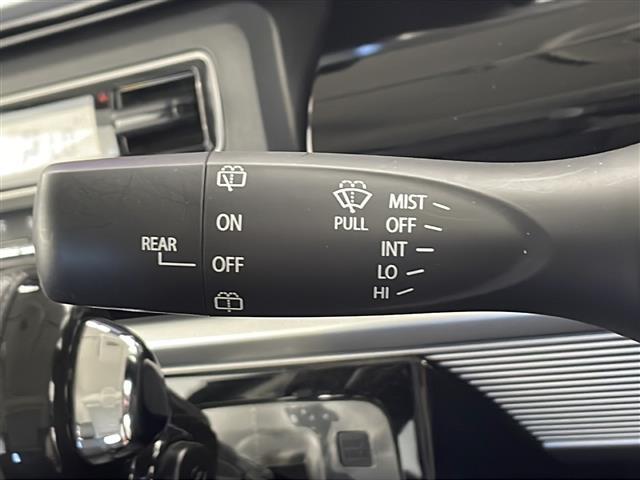 ON
REAR
OFF
PULL
MIST
OFF
INT
LO
HI